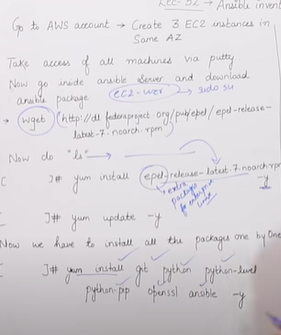 Lec-52 → Ansible invent
Go to AWS account → Create 3 EC2 instances in
Same AZ
Take access of all machines via putty
Now go inside ansible server and download
ansible package
ec2-user → sudo su
→ wget http://dl.fedoraproject.org/pub/epel/epel-release-
latest-7.noarch.rpm
Now do "ls" →
[ ]# yum install epel-release-latest-7.noarch.rpm
-y
extra
packages
for enterprise
Linux
[ ]# yum update -y
Now we have to install all the packages one by One
[ ]# yum install git python python-level
python-pip openssl ansible -y